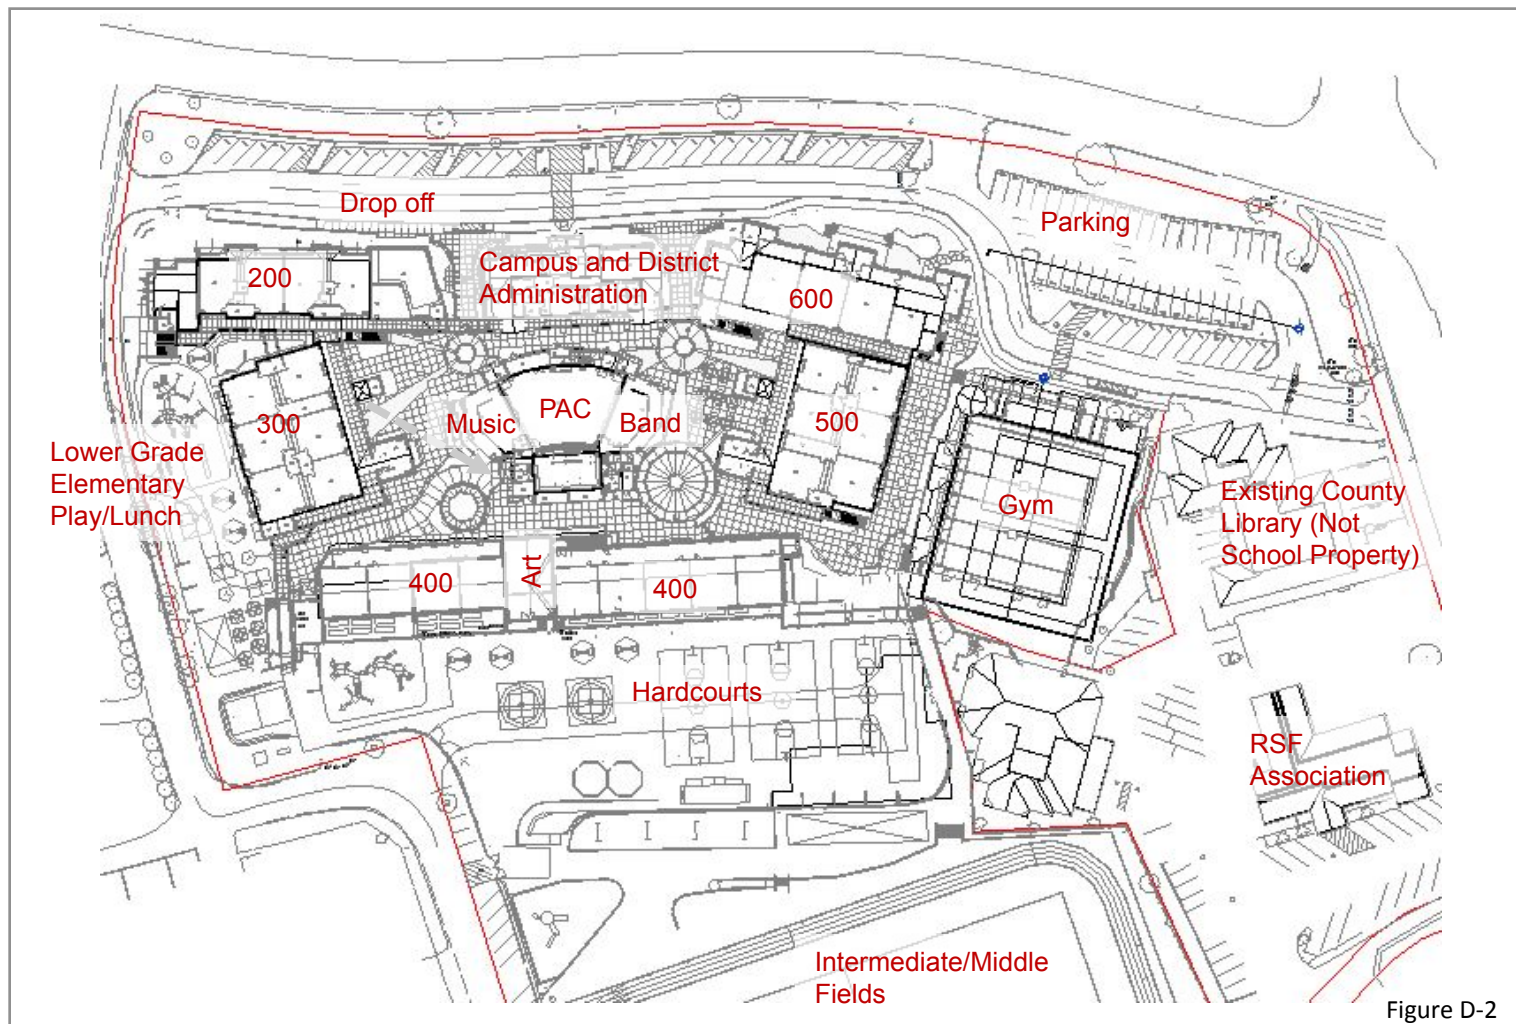 Drop off
Parking
200
Campus and District
Administration
600
300
Music
PAC
Band
500
Lower Grade
Elementary
Play/Lunch
Gym
Existing County
Library (Not
School Property)
400
Art
400
Hardcourts
RSF
Association
Intermediate/Middle
Fields
Figure D-2